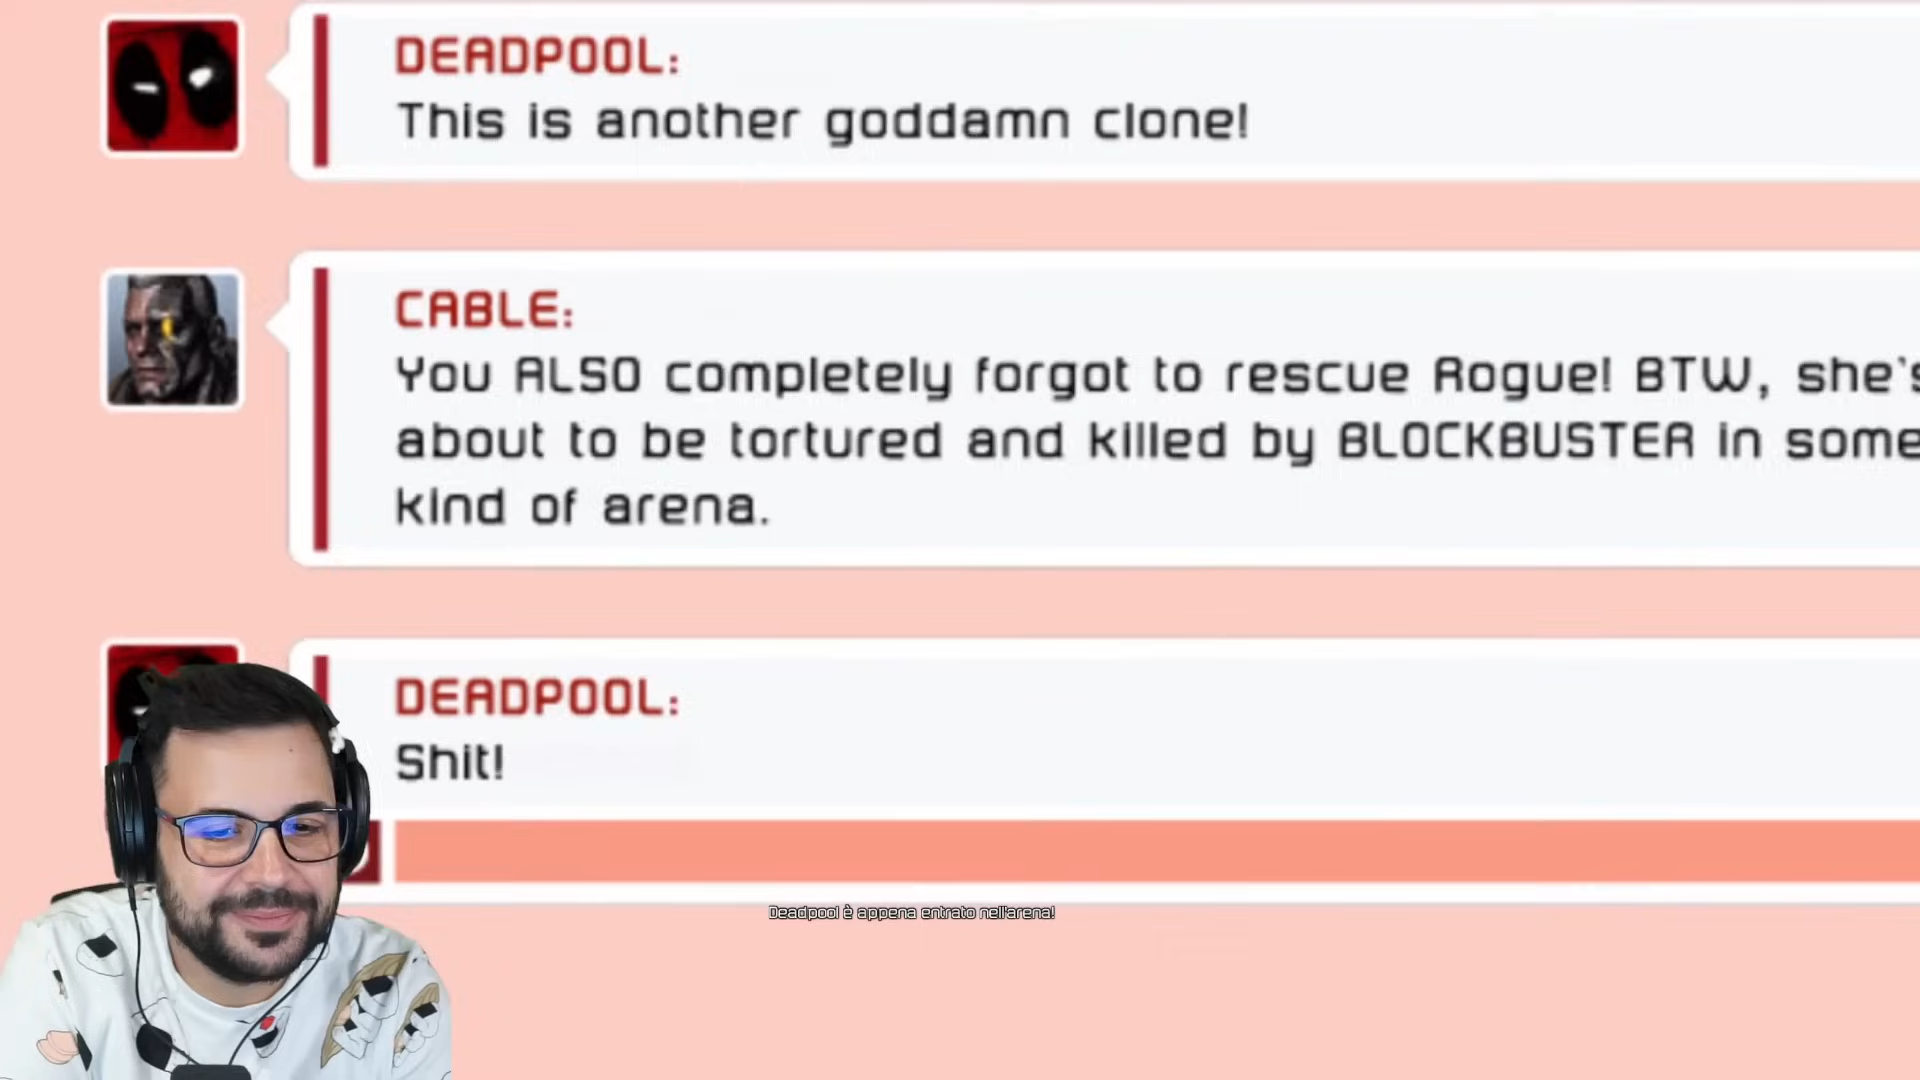 DEADPOOL:
This is another goddamn clone!
CABLE:
You ALSO completely forgot to rescue Rogue! BTW, she's
about to be tortured and killed by BLOCKBUSTER in some
kind of arena.
DEADPOOL:
Shit!
Deadpool è appena entrato nell'arena!